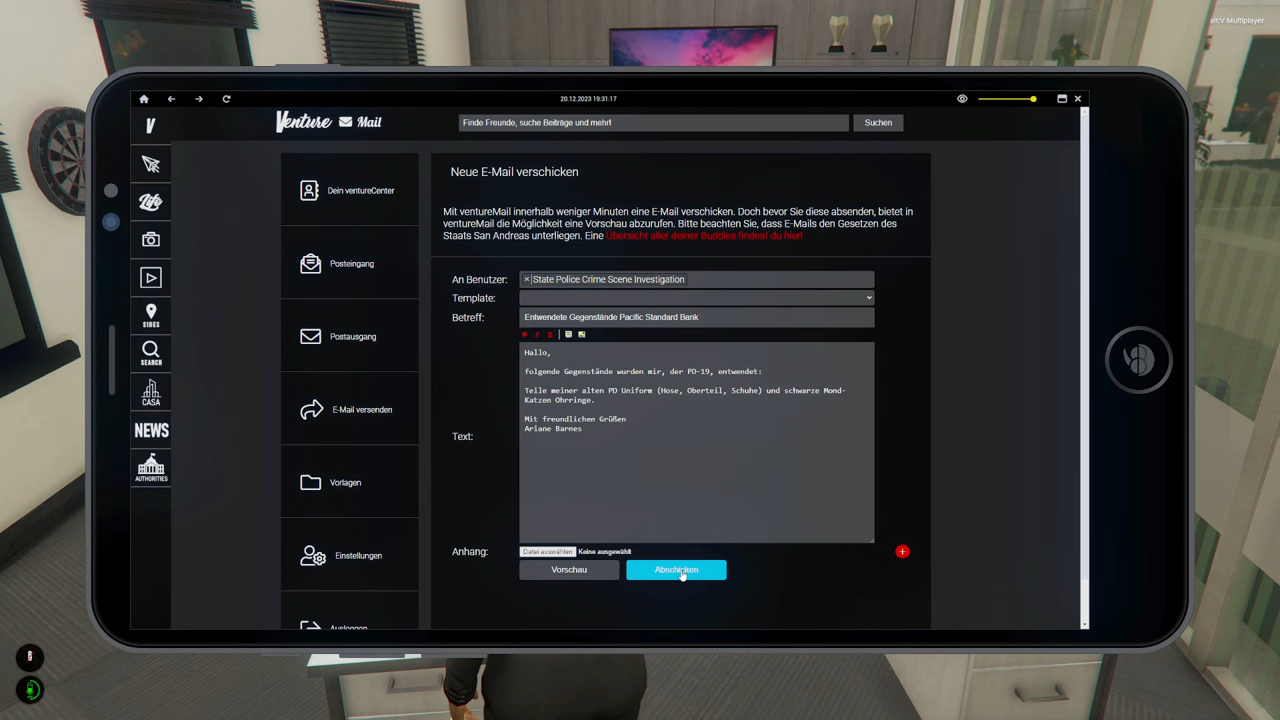 alt:V Multiplayer
20.12.2023 19:31:17
V
Venture Mail
Finde Freunde, suche Beiträge und mehr!
Suchen
Life
SIDES
SEARCH
CASA
NEWS
AUTHORITIES
Dein ventureCenter
Posteingang
Postausgang
E-Mail versenden
Vorlagen
Einstellungen
Ausloggen
Neue E-Mail verschicken
Mit ventureMail innerhalb weniger Minuten eine E-Mail verschicken. Doch bevor Sie diese absenden, bietet in
ventureMail die Möglichkeit eine Vorschau abzurufen. Bitte beachten Sie, dass E-Mails den Gesetzen des
Staats San Andreas unterliegen. Eine Übersicht aller deiner Buddies findest du hier!
An Benutzer: × State Police Crime Scene Investigation
Template:
Betreff: Entwendete Gegenstände Pacific Standard Bank
B I U
Text:
Hallo,
folgende Gegenstände wurden mir, der PD-19, entwendet:
Teile meiner alten PD Uniform (Hose, Oberteil, Schuhe) und schwarze Mond-
Katzen Ohrringe.
Mit freundlichen Grüßen
Ariane Barnes
Anhang: Datei auswählen Keine ausgewählt
Vorschau
Abschicken